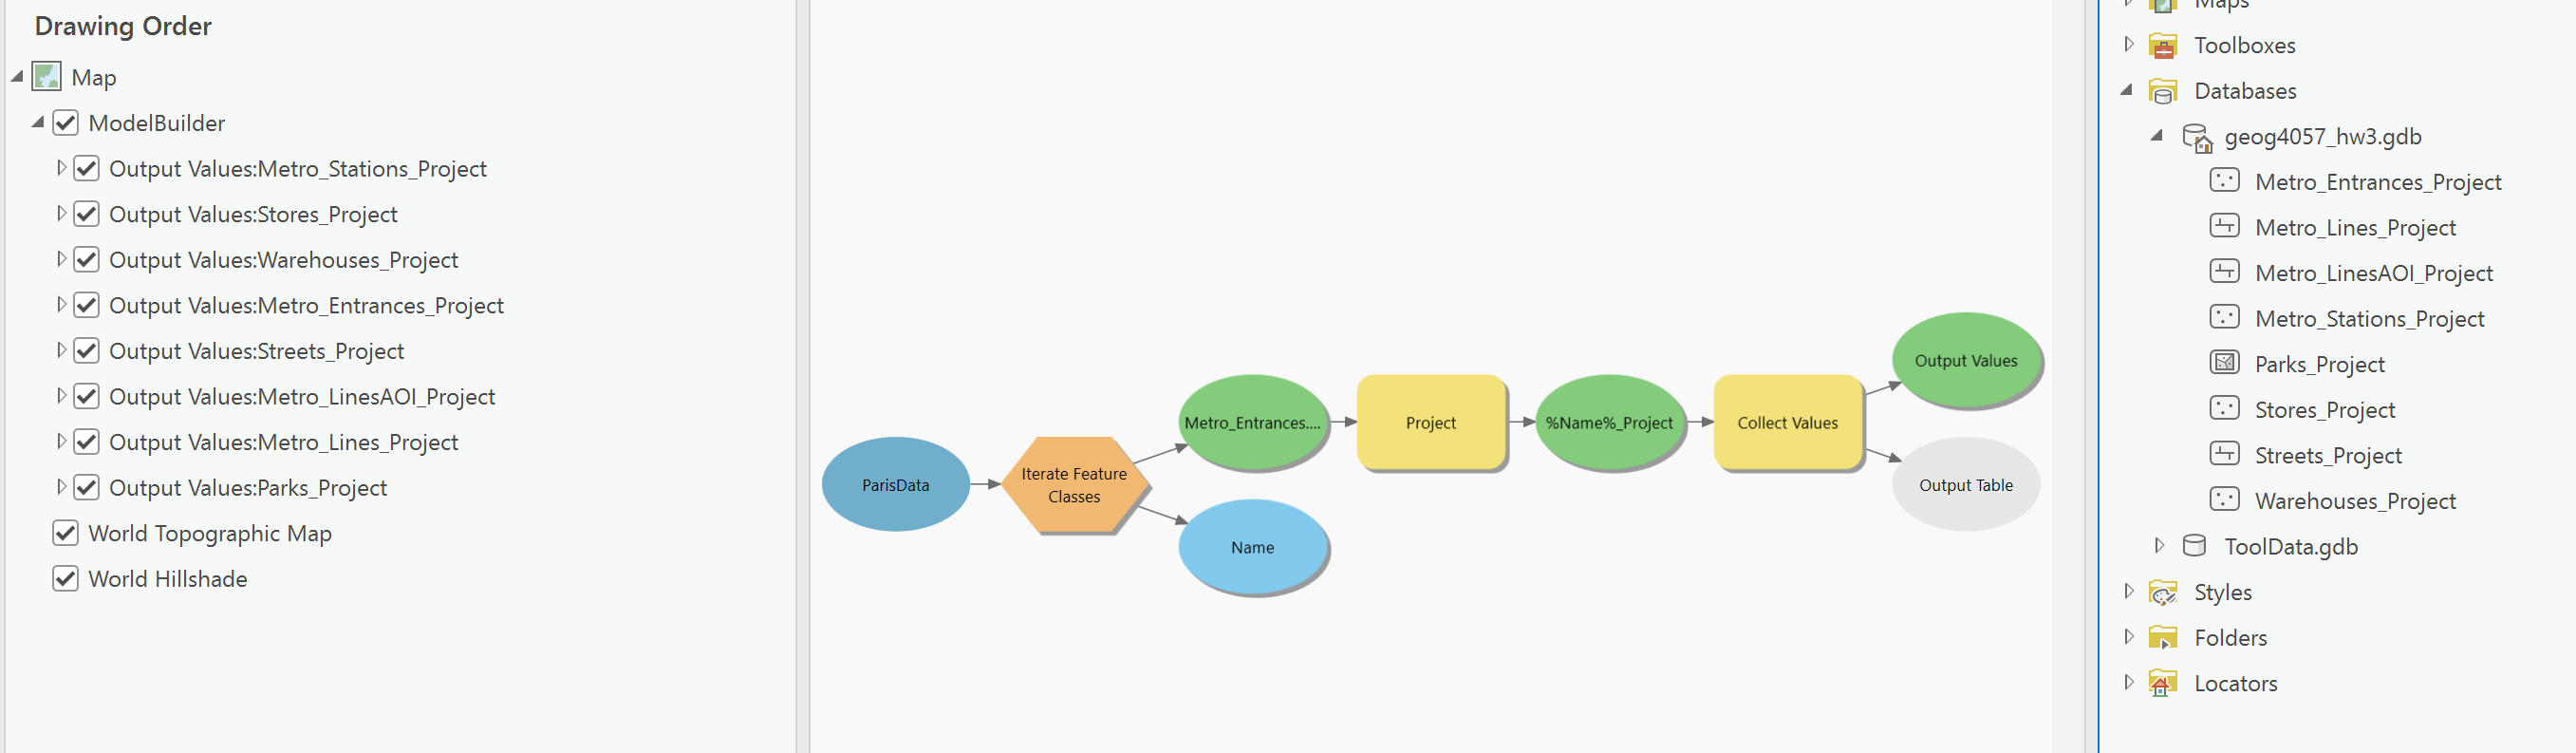 Drawing Order
Map
ModelBuilder
Output Values:Metro_Stations_Project
Output Values:Stores_Project
Output Values:Warehouses_Project
Output Values:Metro_Entrances_Project
Output Values:Streets_Project
Output Values:Metro_LinesAOI_Project
Output Values:Metro_Lines_Project
Output Values:Parks_Project
World Topographic Map
World Hillshade
ParisData
Iterate Feature
Classes
Metro_Entrances....
Name
Project
%Name%_Project
Collect Values
Output Values
Output Table
Maps
Toolboxes
Databases
geog4057_hw3.gdb
Metro_Entrances_Project
Metro_Lines_Project
Metro_LinesAOI_Project
Metro_Stations_Project
Parks_Project
Stores_Project
Streets_Project
Warehouses_Project
ToolData.gdb
Styles
Folders
Locators